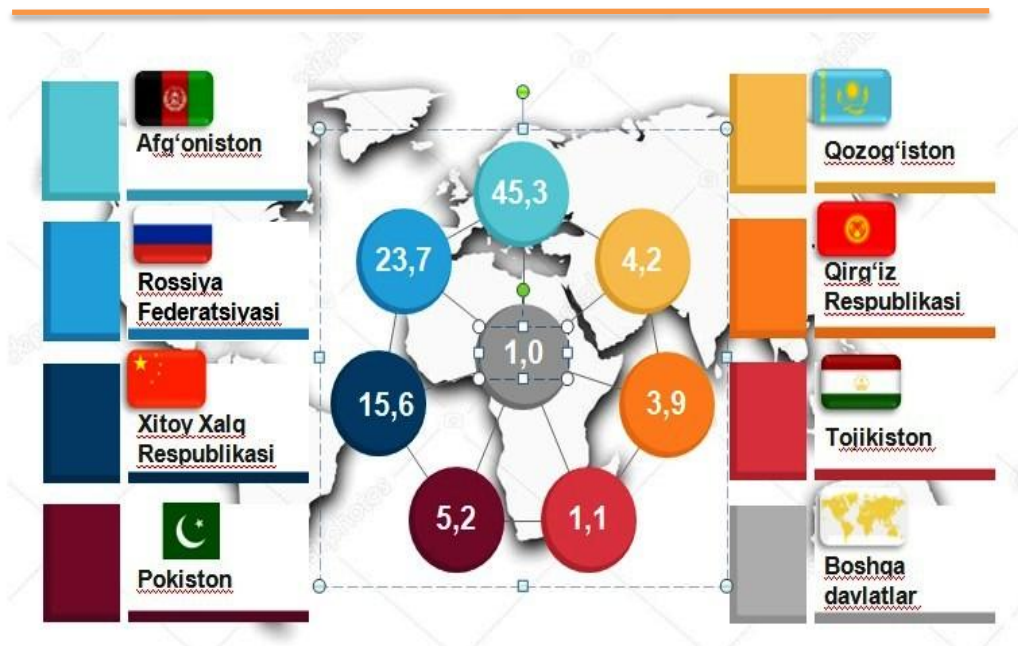 Afg‘oniston
Rossiya
Federatsiyasi
Xitoy Xalq
Respublikasi
Pokiston
45,3
23,7
4,2
1,0
15,6
3,9
5,2
1,1
Qozog‘iston
Qirg‘iz
Respublikasi
Tojikiston
Boshqa
davlatlar